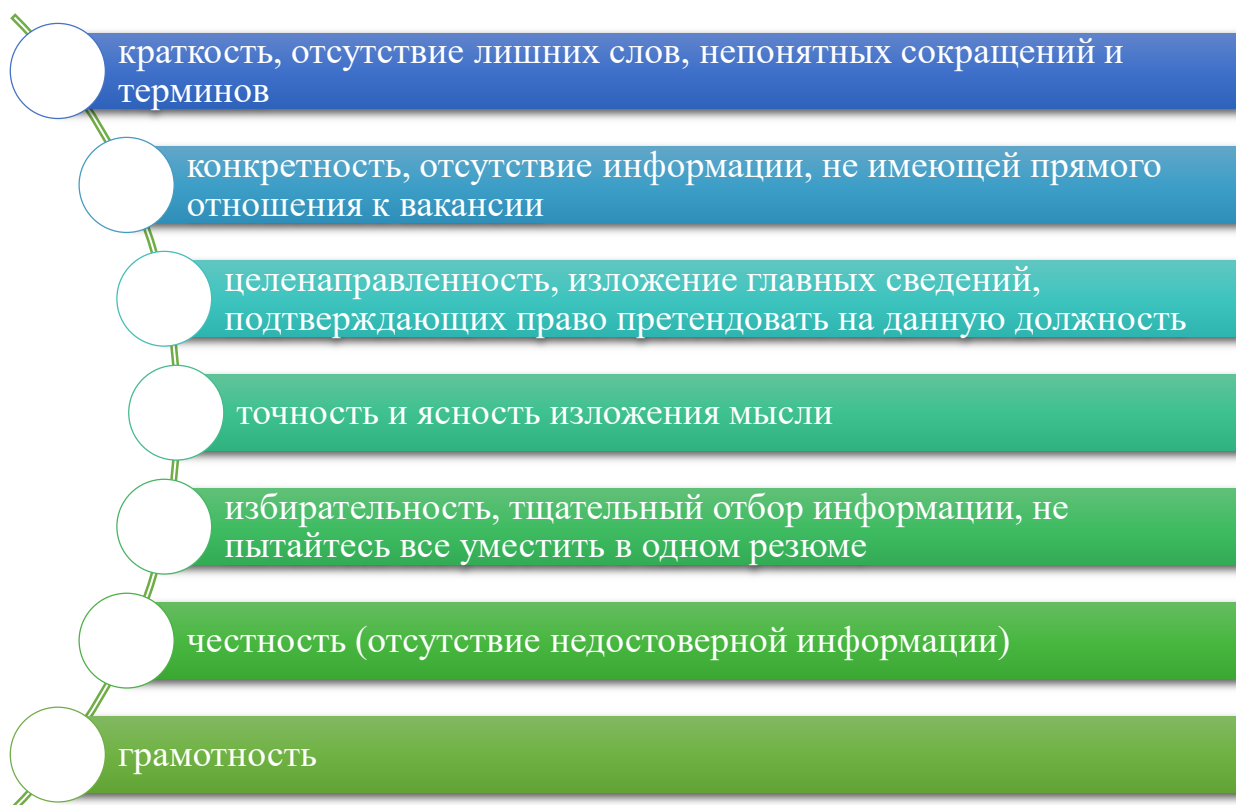 краткость, отсутствие лишних слов, непонятных сокращений и
терминов
конкретность, отсутствие информации, не имеющей прямого
отношения к вакансии
целенаправленность, изложение главных сведений,
подтверждающих право претендовать на данную должность
точность и ясность изложения мысли
избирательность, тщательный отбор информации, не
пытайтесь все уместить в одном резюме
честность (отсутствие недостоверной информации)
грамотность